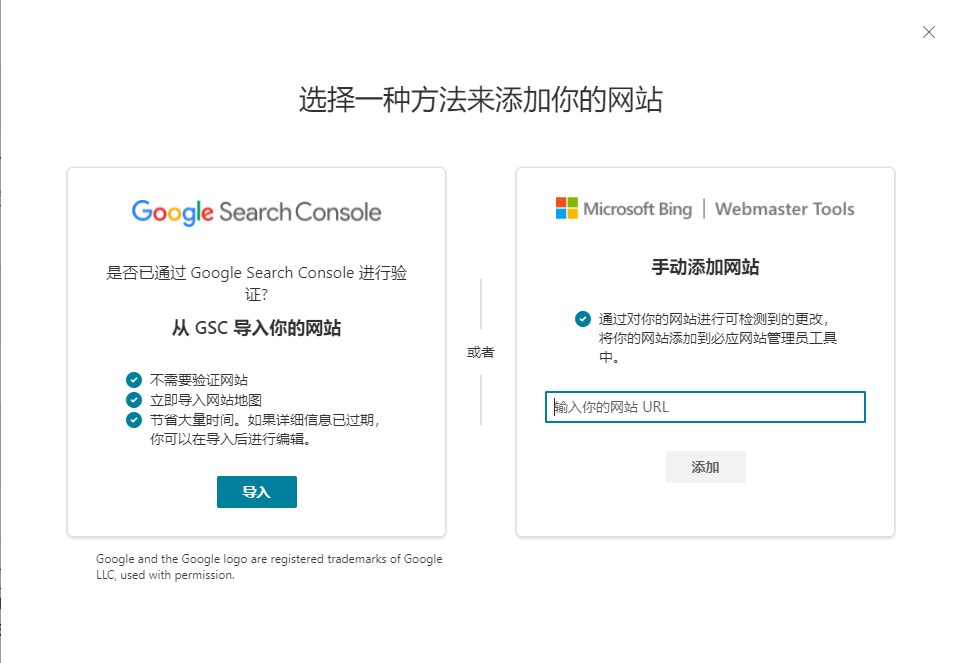 选择一种方法来添加你的网站
Google Search Console
是否已通过 Google Search Console 进行验
证?
从 GSC 导入你的网站
不需要验证网站
立即导入网站地图
节省大量时间。如果详细信息已过期，
你可以在导入后进行编辑。
导入
Google and the Google logo are registered trademarks of Google
LLC, used with permission.
或者
Microsoft Bing | Webmaster Tools
手动添加网站
通过对你的网站进行可检测到的更改，
将你的网站添加到必应网站管理员工具
中。
输入你的网站 URL
添加